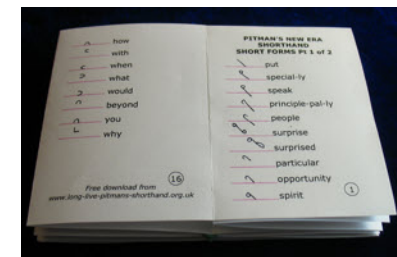 how
with
when
what
would
beyond
you
why
Free download from
www.long-live-pitmans-shorthand.org.uk
16
PITMAN'S NEW ERA
SHORTHAND
SHORT FORMS Pt 1 of 2
put
special-ly
speak
principle-pal-ly
people
surprise
surprised
particular
opportunity
spirit
1